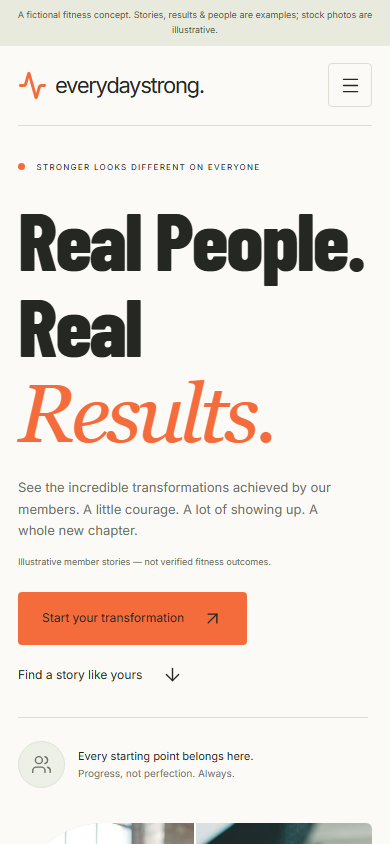 A fictional fitness concept. Stories, results & people are examples; stock photos are
illustrative.
everydaystrong.
STRONGER LOOKS DIFFERENT ON EVERYONE
Real People.
Real
Results.
See the incredible transformations achieved by our
members. A little courage. A lot of showing up. A
whole new chapter.
Illustrative member stories — not verified fitness outcomes.
Start your transformation
Find a story like yours
Every starting point belongs here.
Progress, not perfection. Always.